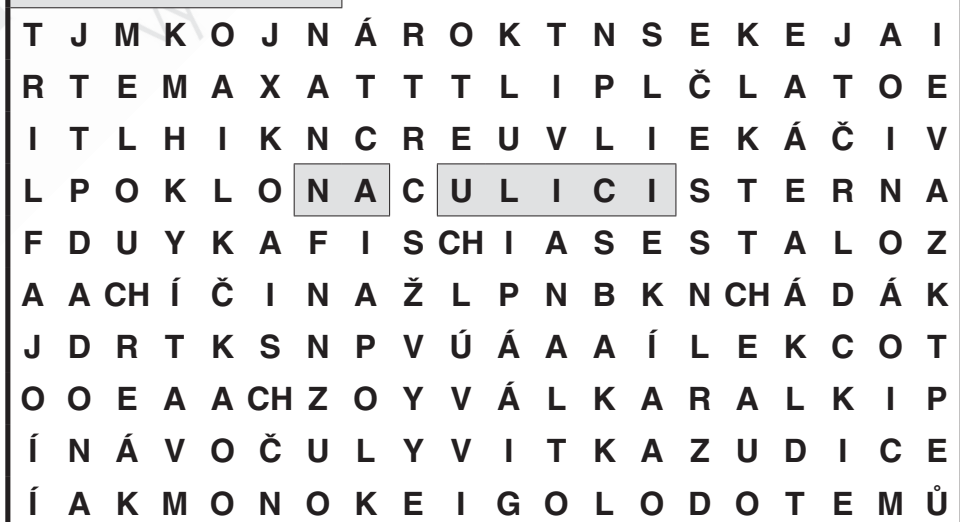 T J M K O J N Á R O K T N S E K E J A I
R T E M A X A T T T L I P L Č L A T O E
I T L H I K N C R E U V L I E K Á Č I V
L P O K L O N A C U L I C I S T E R N A
F D U Y K A F I S CH I A S E S T A L O Z
A A CH Í Č I N A Ž L P N B K N CH Á D Á K
J D R T K S N P V Ú Á A A Í L E K C O T
O O E A A CH Z O Y V Á L K A R A L K I P
Í N Á V O Č U L Y V I T K A Z U D I C E
Í A K M O N O K E I G O L O D O T E M Ů